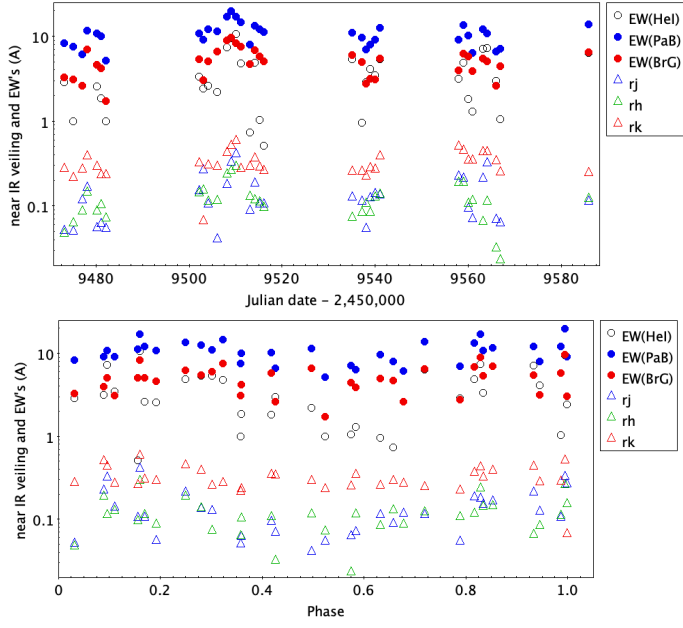 near IR veiling and EW's (A)
10
1
0.1
9480
9500
9520
9540
9560
9580
Julian date − 2,450,000
EW(HeI)
EW(PaB)
EW(BrG)
rj
rh
rk
near IR veiling and EW's (A)
10
1
0.1
0
0.2
0.4
0.6
0.8
1.0
Phase
EW(HeI)
EW(PaB)
EW(BrG)
rj
rh
rk